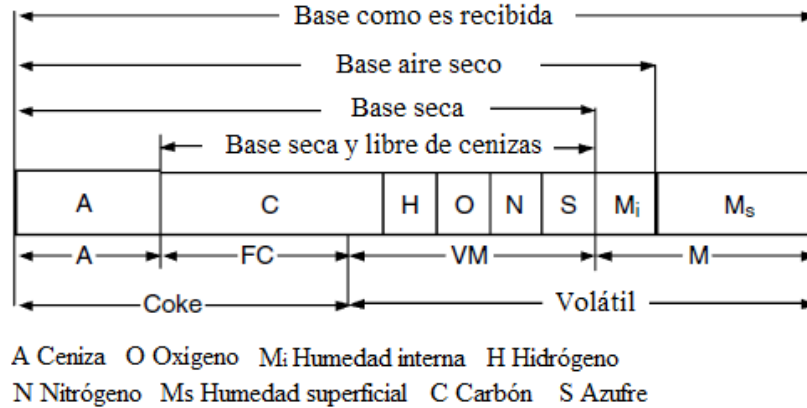 Base como es recibida
Base aire seco
Base seca
Base seca y libre de cenizas
A C H O N S Mi Ms
A FC VM M
Coke Volátil
A Ceniza O Oxígeno Mi Humedad interna H Hidrógeno
N Nitrógeno Ms Humedad superficial C Carbón S Azufre